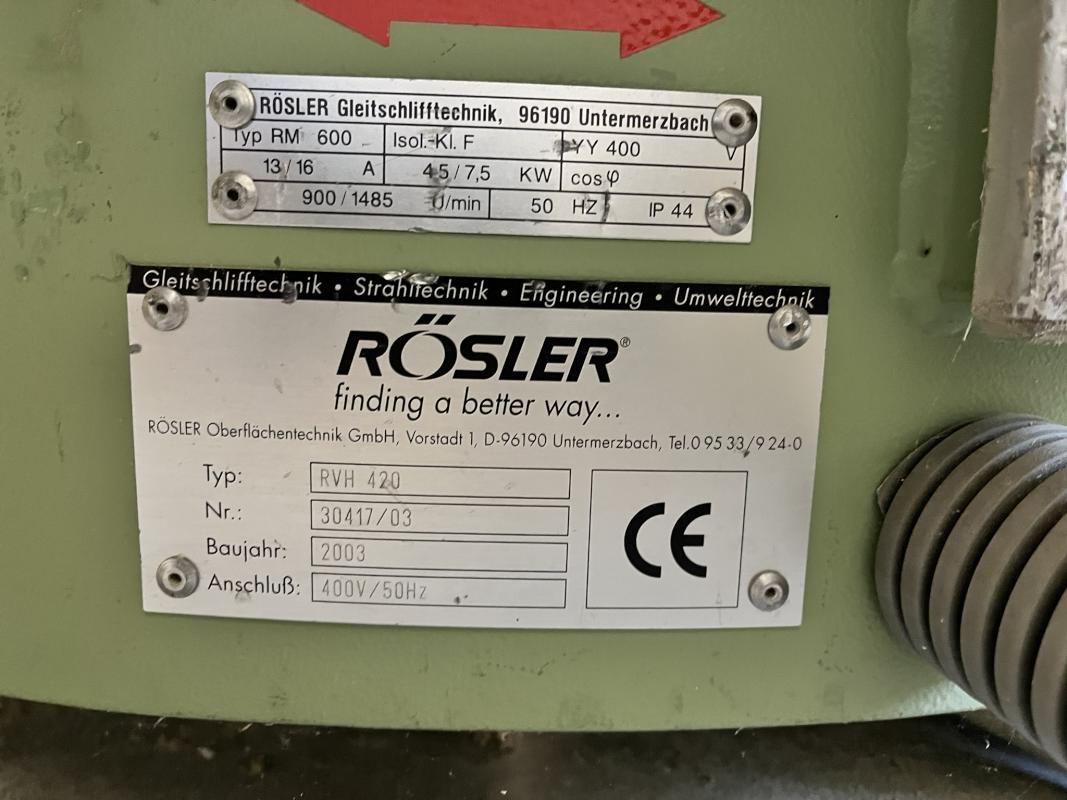 RÖSLER Gleitschlifftechnik, 96190 Untermerzbach
Typ RM 600 Isol.-Kl. F YY 400 V
13/16 A 4.5/7,5 KW cosφ
900/1485 U/min 50 HZ IP 44
Gleitschlifftechnik • Strahltechnik • Engineering • Umwelttechnik
RÖSLER®
finding a better way...
RÖSLER Oberflächentechnik GmbH, Vorstadt 1, D-96190 Untermerzbach, Tel.0 95 33/9 24-0
Typ: RVH 420
Nr.: 30417/03
Baujahr: 2003
Anschluß: 400V/50Hz
CE